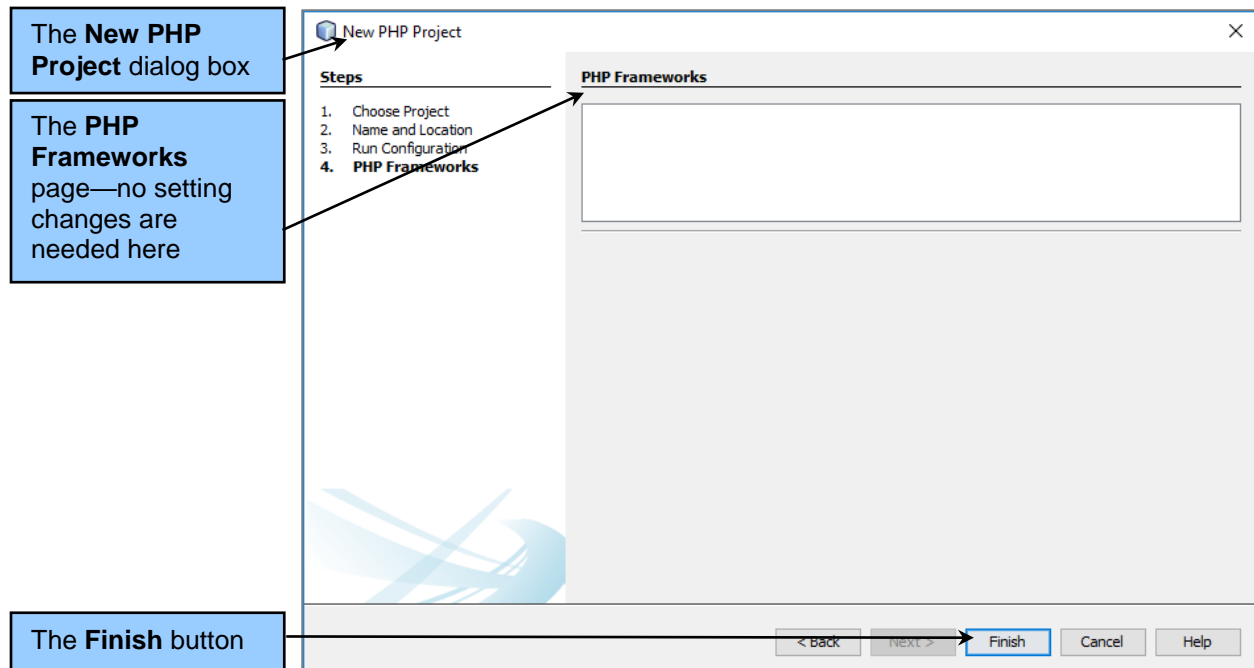 The New PHP
Project dialog box
The PHP
Frameworks
page—no setting
changes are
needed here
The Finish button
New PHP Project
Steps
1. Choose Project
2. Name and Location
3. Run Configuration
4. PHP Frameworks
PHP Frameworks
< Back Next > Finish Cancel Help